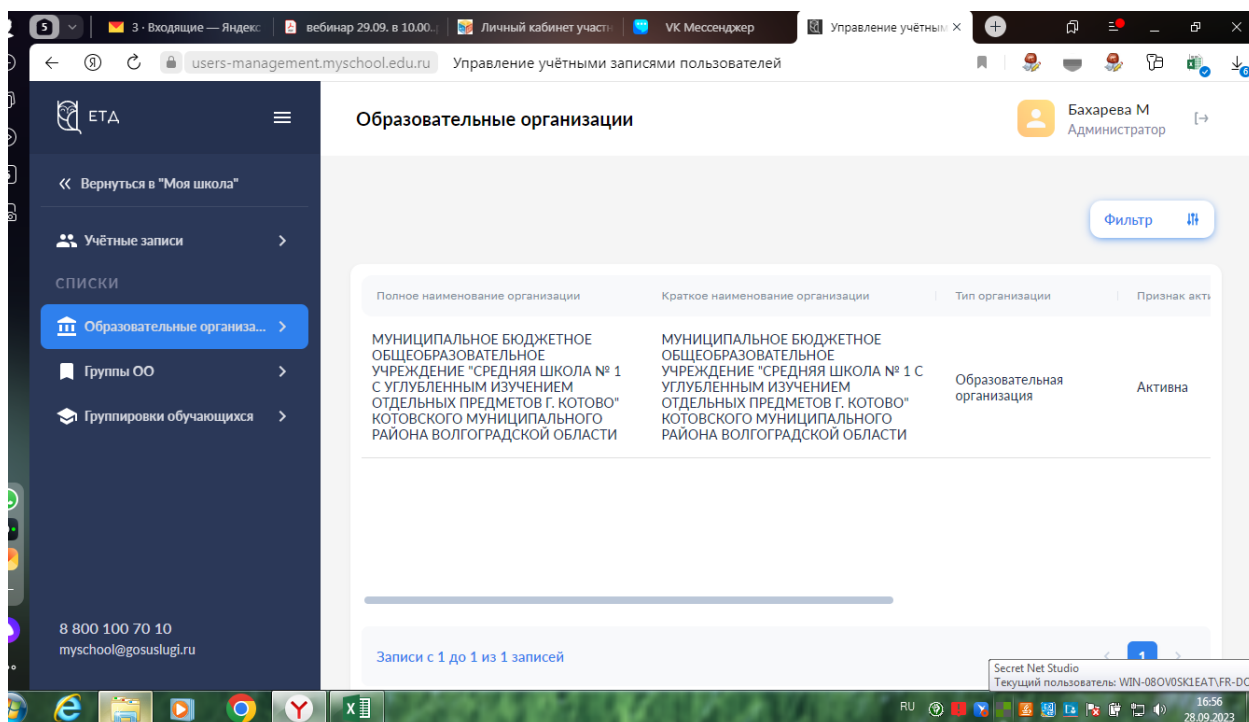 5
3 · Входящие — Яндекс
вебинар 29.09. в 10.00..
Личный кабинет участн
VK Мессенджер
Управление учётным
users-management.myschool.edu.ru
Управление учётными записями пользователей
6
ЕТД
Образовательные организации
Бахарева М
Администратор
Вернуться в "Моя школа"
Фильтр
Учётные записи
СПИСКИ
Образовательные организа...
Группы ОО
Группировки обучающихся
Полное наименование организации
Краткое наименование организации
Тип организации
Признак акти
МУНИЦИПАЛЬНОЕ БЮДЖЕТНОЕ
ОБЩЕОБРАЗОВАТЕЛЬНОЕ
УЧРЕЖДЕНИЕ "СРЕДНЯЯ ШКОЛА № 1
С УГЛУБЛЕННЫМ ИЗУЧЕНИЕМ
ОТДЕЛЬНЫХ ПРЕДМЕТОВ Г. КОТОВО"
КОТОВСКОГО МУНИЦИПАЛЬНОГО
РАЙОНА ВОЛГОГРАДСКОЙ ОБЛАСТИ
МУНИЦИПАЛЬНОЕ БЮДЖЕТНОЕ
ОБЩЕОБРАЗОВАТЕЛЬНОЕ
УЧРЕЖДЕНИЕ "СРЕДНЯЯ ШКОЛА № 1 С
УГЛУБЛЕННЫМ ИЗУЧЕНИЕМ
ОТДЕЛЬНЫХ ПРЕДМЕТОВ Г. КОТОВО"
КОТОВСКОГО МУНИЦИПАЛЬНОГО
РАЙОНА ВОЛГОГРАДСКОЙ ОБЛАСТИ
Образовательная
организация
Активна
8 800 100 70 10
myschool@gosuslugi.ru
Записи с 1 до 1 из 1 записей
1
Secret Net Studio
Текущий пользователь: WIN-08OV0SK1EAT\FR-DC
RU
16:56
28.09.2023